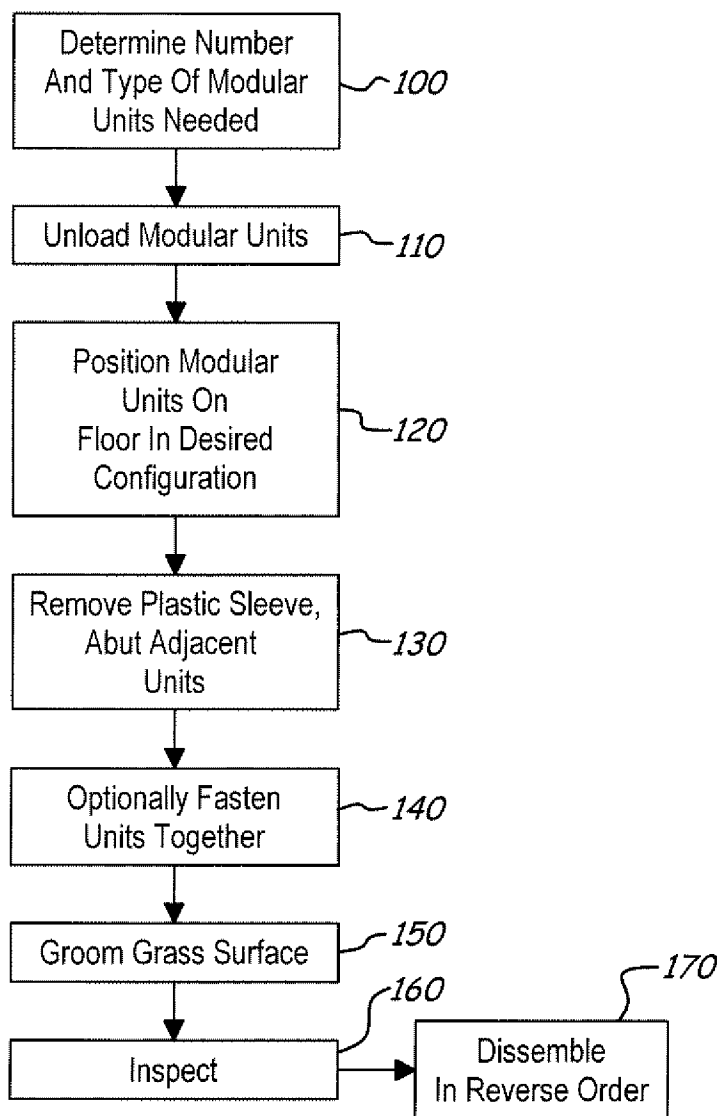 Determine Number
And Type Of Modular
Units Needed
100
Unload Modular Units
110
Position Modular
Units On
Floor In Desired
Configuration
120
Remove Plastic Sleeve,
Abut Adjacent
Units
130
Optionally Fasten
Units Together
140
Groom Grass Surface
150
Inspect
160
Dissemble
In Reverse Order
170